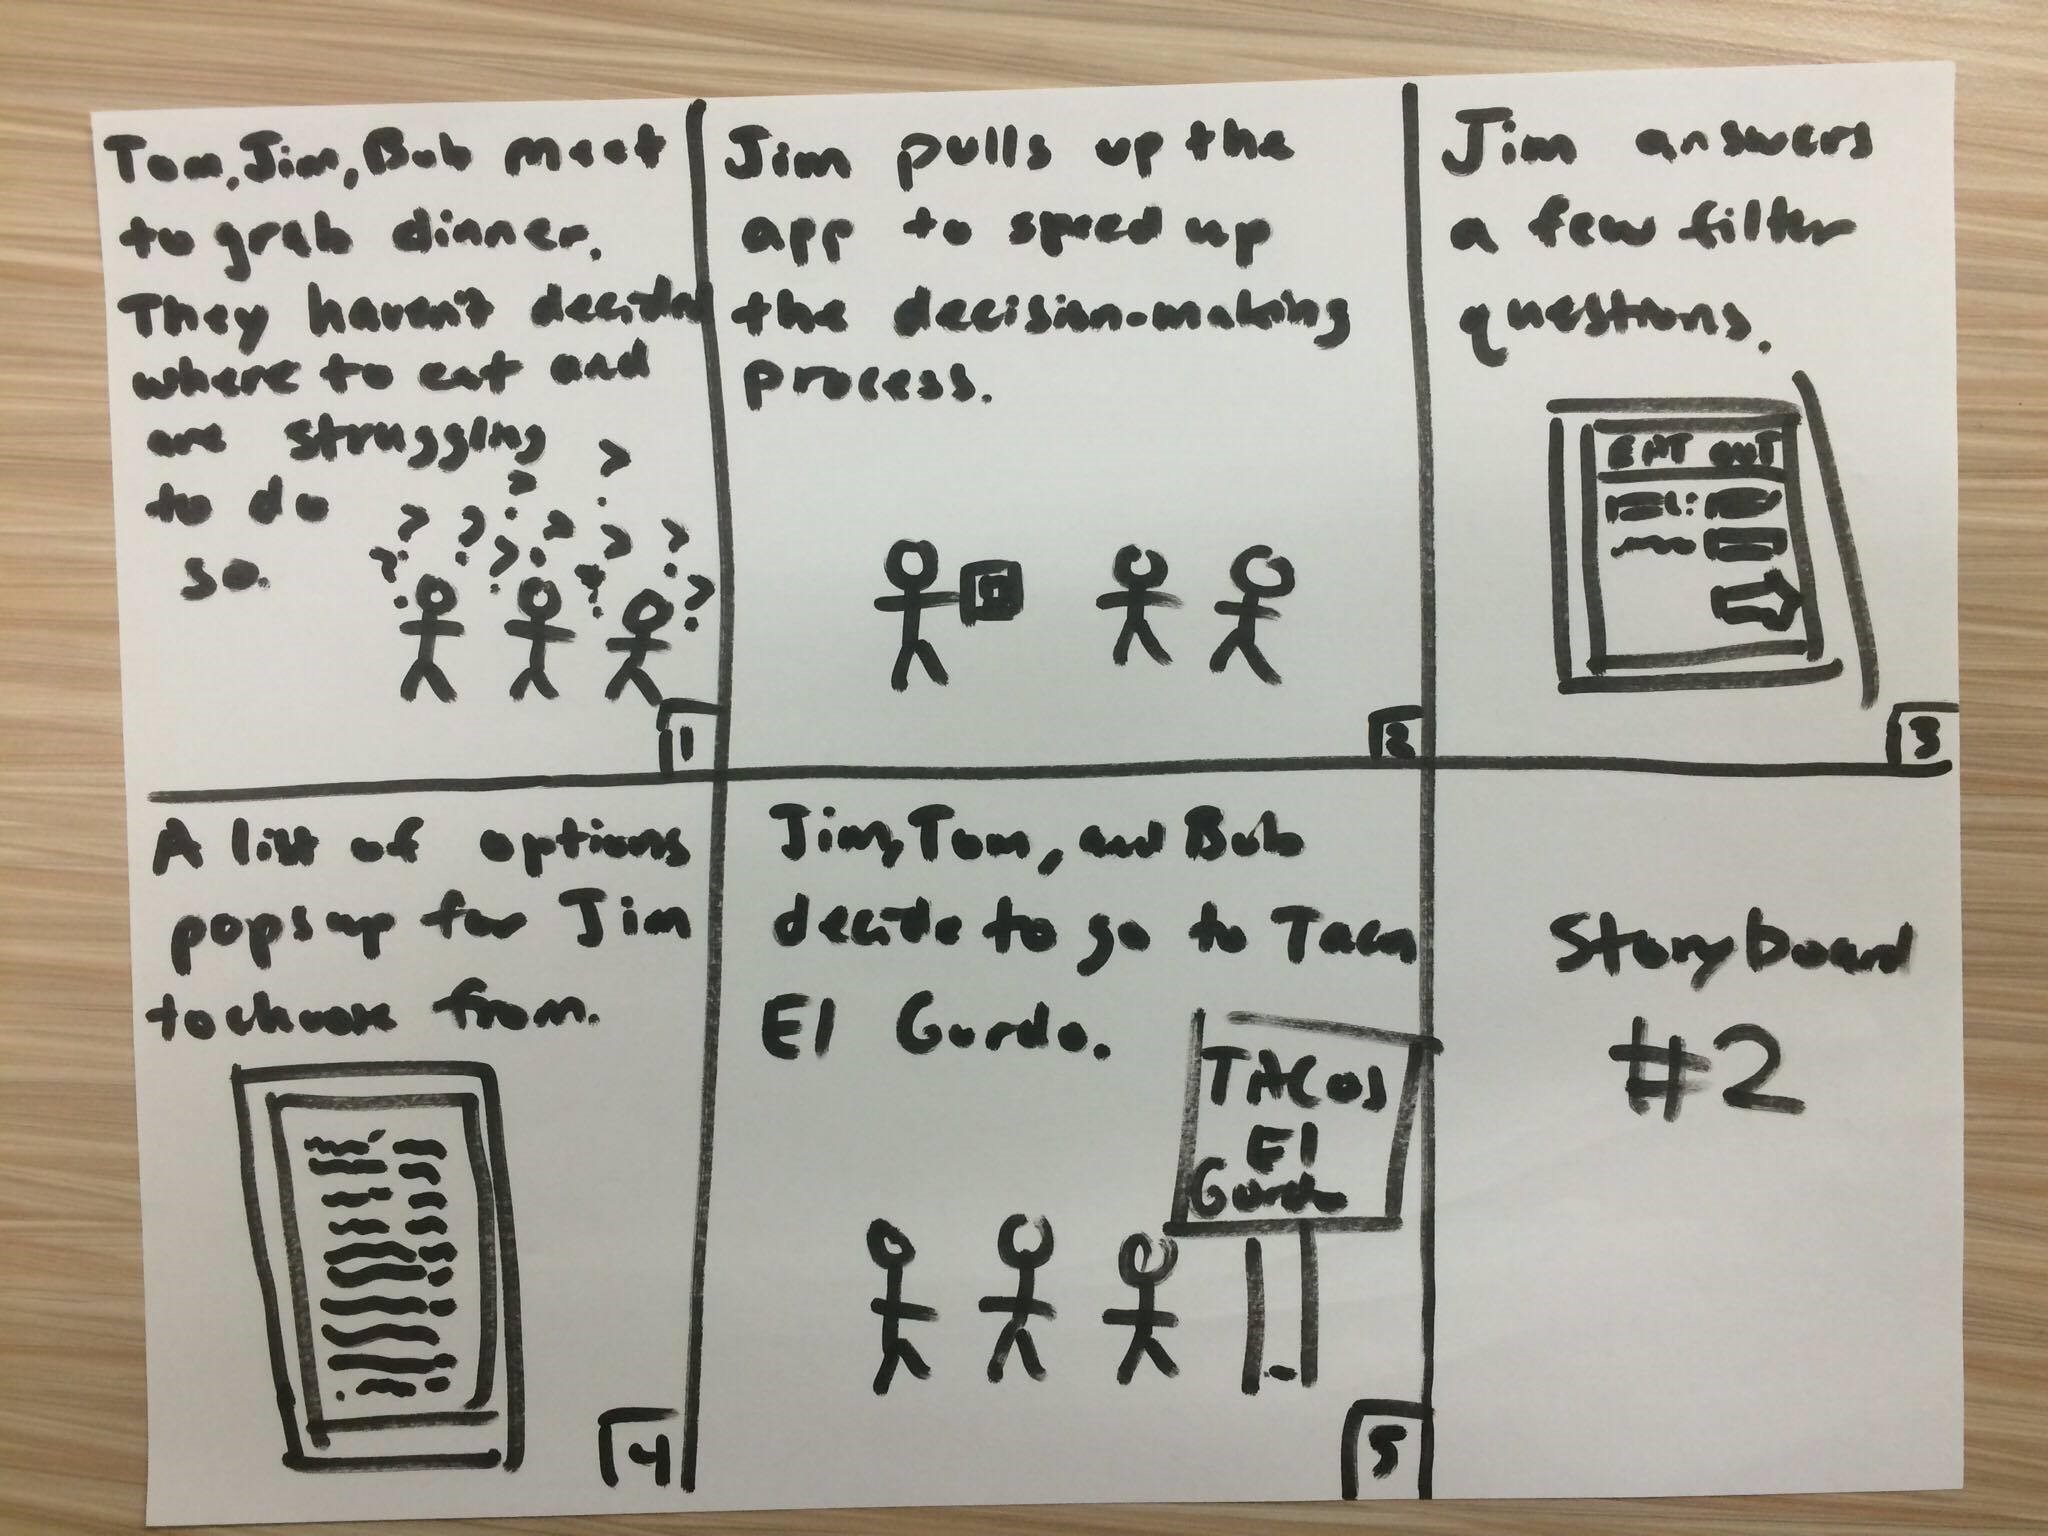 Tom, Jim, Bob meet
to grab dinner.
They haven't decided
where to eat and
are struggling
to do
so.
? ? ? ? ? ? ? ? ? ? ?
1
Jim pulls up the
app to speed up
the decision-making
process.
2
Jim answers
a few filter
questions.
EAT OUT
3
A list of options
pops up for Jim
to choose from.
4
Jim, Tom, and Bob
decide to go to Tacos
El Gordo.
TACOS
El
Gordo
5
Storyboard
#2